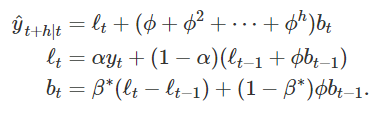 ŷ_{t+h|t} = ℓ_t + (ϕ + ϕ^2 + ⋯ + ϕ^h)b_t
ℓ_t = αy_t + (1 − α)(ℓ_{t−1} + ϕb_{t−1})
b_t = β^*(ℓ_t − ℓ_{t−1}) + (1 − β^*)ϕb_{t−1}.